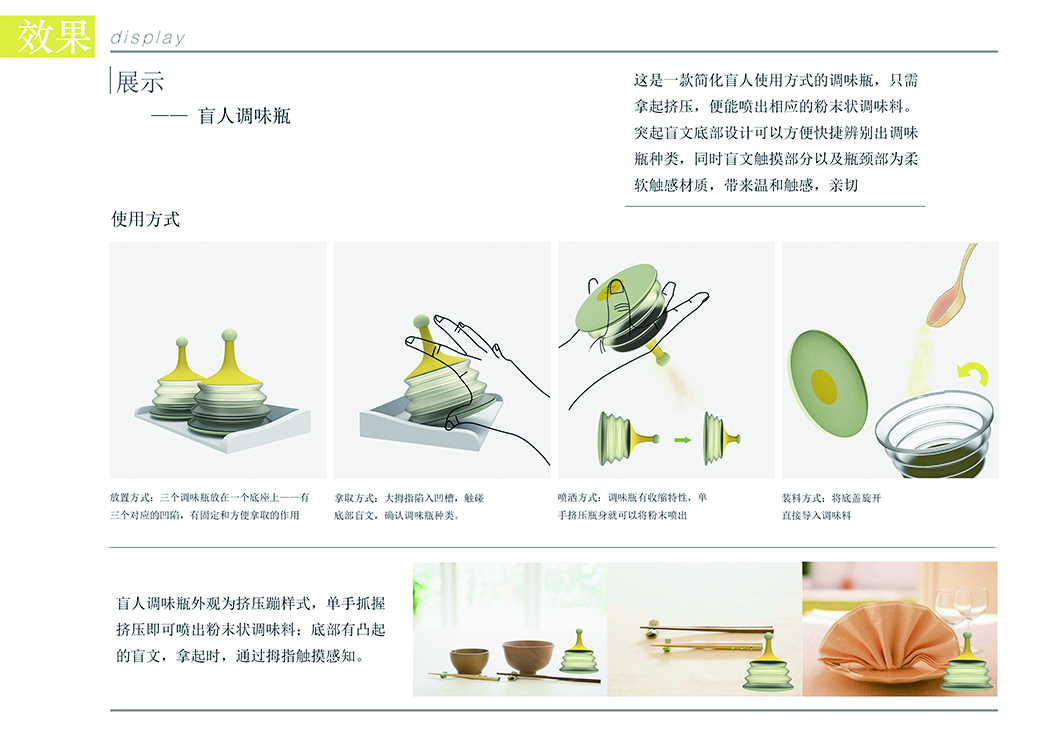 效果
display
展示
—— 盲人调味瓶
这是一款简化盲人使用方式的调味瓶，只需
拿起挤压，便能喷出相应的粉末状调味料。
突起盲文底部设计可以方便快捷辨别出调味
瓶种类，同时盲文触摸部分以及瓶颈部为柔
软触感材质，带来温和触感，亲切
使用方式
放置方式：三个调味瓶放在一个底座上——有
三个对应的凹陷，有固定和方便拿取的作用
拿取方式：大拇指陷入凹槽，触碰
底部盲文，确认调味瓶种类。
喷洒方式：调味瓶有收缩特性，单
手挤压瓶身就可以将粉末喷出
装料方式：将底盖旋开
直接导入调味料
盲人调味瓶外观为挤压蹦样式，单手抓握
挤压即可喷出粉末状调味料；底部有凸起
的盲文，拿起时，通过拇指触摸感知。